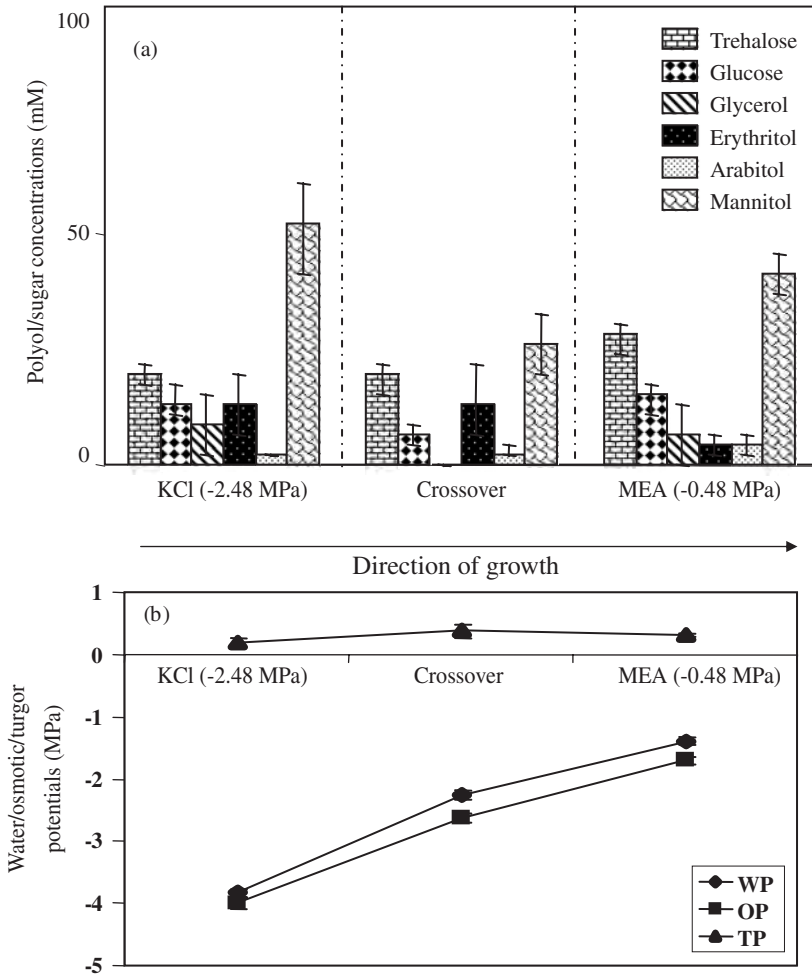 100
(a)
Trehalose
Glucose
Glycerol
Erythritol
Arabitol
Mannitol
Polyol/sugar concentrations (mM)
50
0
KCl (-2.48 MPa) Crossover MEA (-0.48 MPa)
Direction of growth
1
(b)
0
KCl (-2.48 MPa) Crossover MEA (-0.48 MPa)
-1
Water/osmotic/turgor
potentials (MPa)
-2
-3
-4
-5
WP
OP
TP